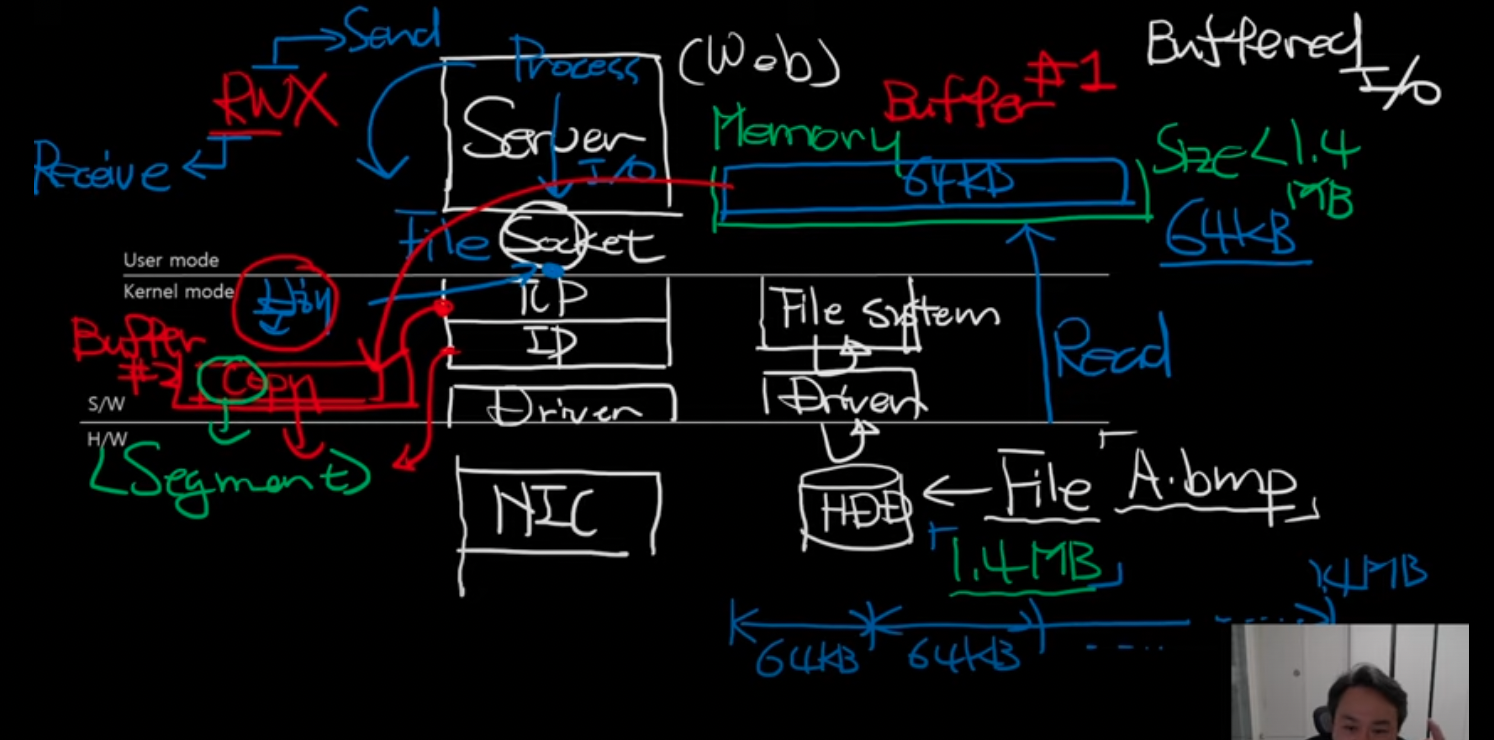 Send
Process
(Web)
Buffered
I/O
RWX
Buffer #1
Server
Memory
Receive
I/O
64KB
Size<1.4
MB
File
Socket
64KB
User mode
Kernel mode
TCP
File system
Buffer
#2
IP
Read
Copy
S/W
Driver
Driver
H/W
(Segment)
NIC
HDD
File
A.bmp
1.4MB
1.4MB
64KB
64KB